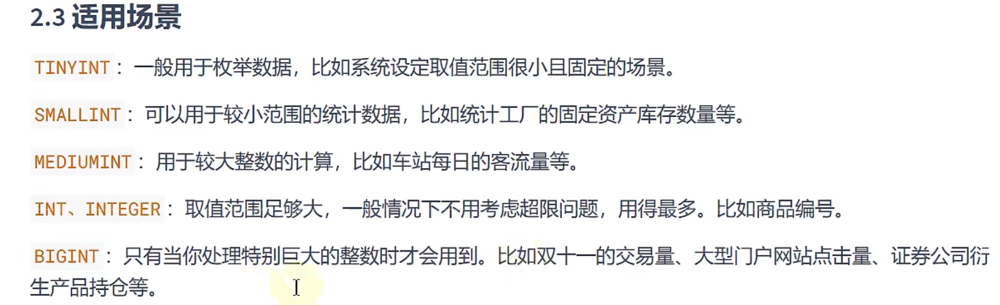 2.3 适用场景
TINYINT：一般用于枚举数据，比如系统设定取值范围很小且固定的场景。
SMALLINT：可以用于较小范围的统计数据，比如统计工厂的固定资产库存数量等。
MEDIUMINT：用于较大整数的计算，比如车站每日的客流量等。
INT、INTEGER：取值范围足够大，一般情况下不用考虑超限问题，用得最多。比如商品编号。
BIGINT：只有当你处理特别巨大的整数时才会用到。比如双十一的交易量、大型门户网站点击量、证券公司衍
生产品持仓等。